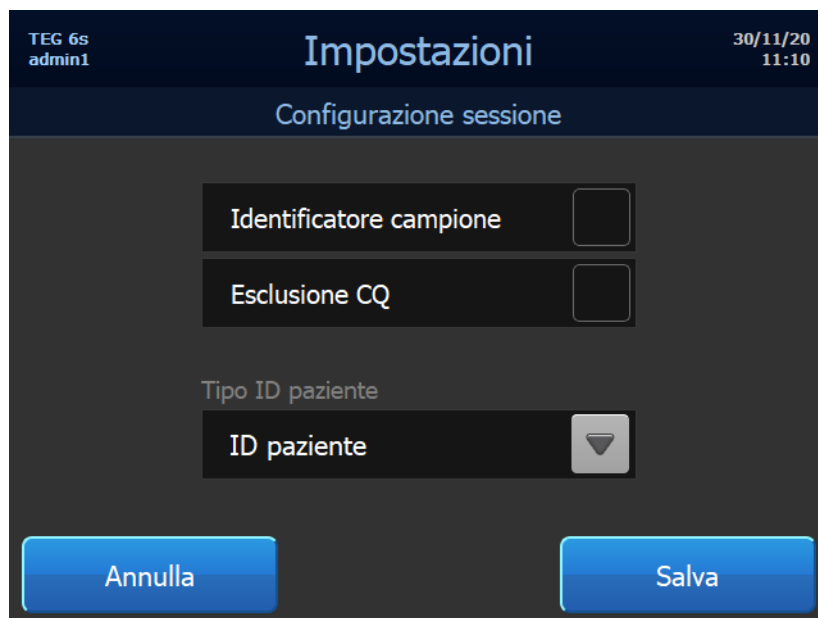 TEG 6s
admin1
Impostazioni
30/11/20
11:10
Configurazione sessione
Identificatore campione
Esclusione CQ
Tipo ID paziente
ID paziente
Annulla
Salva